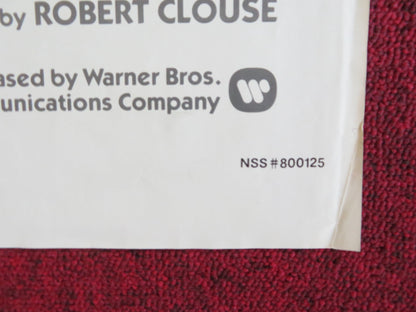 by ROBERT CLOUSE
ased by Warner Bros.
unications Company
NSS #800125